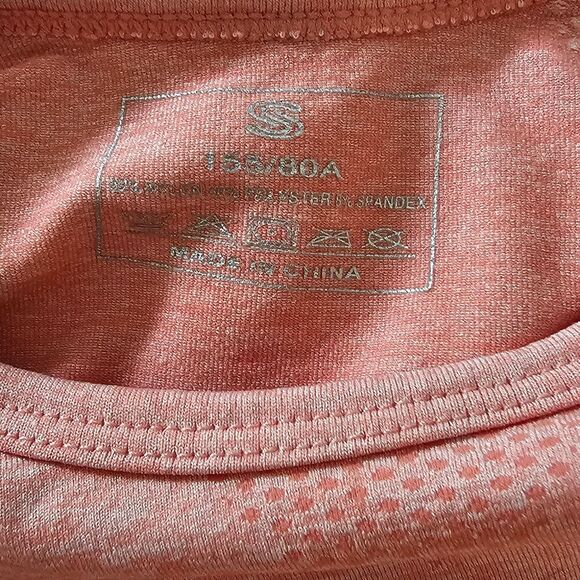 S
155/80A
NYLON POLYESTER SPANDEX
MADE IN CHINA